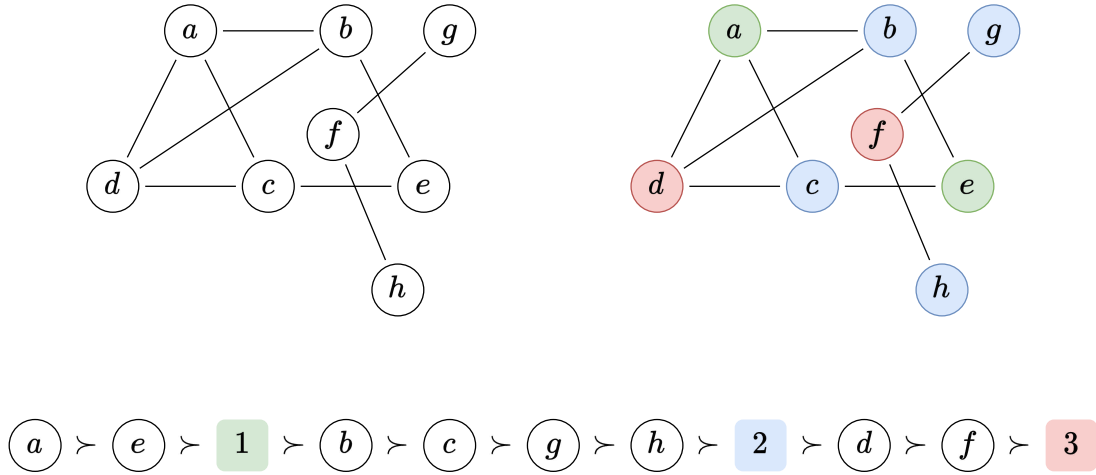 a b g a b g
f f
d c e d c e
h h
a ≻ e ≻ 1 ≻ b ≻ c ≻ g ≻ h ≻ 2 ≻ d ≻ f ≻ 3